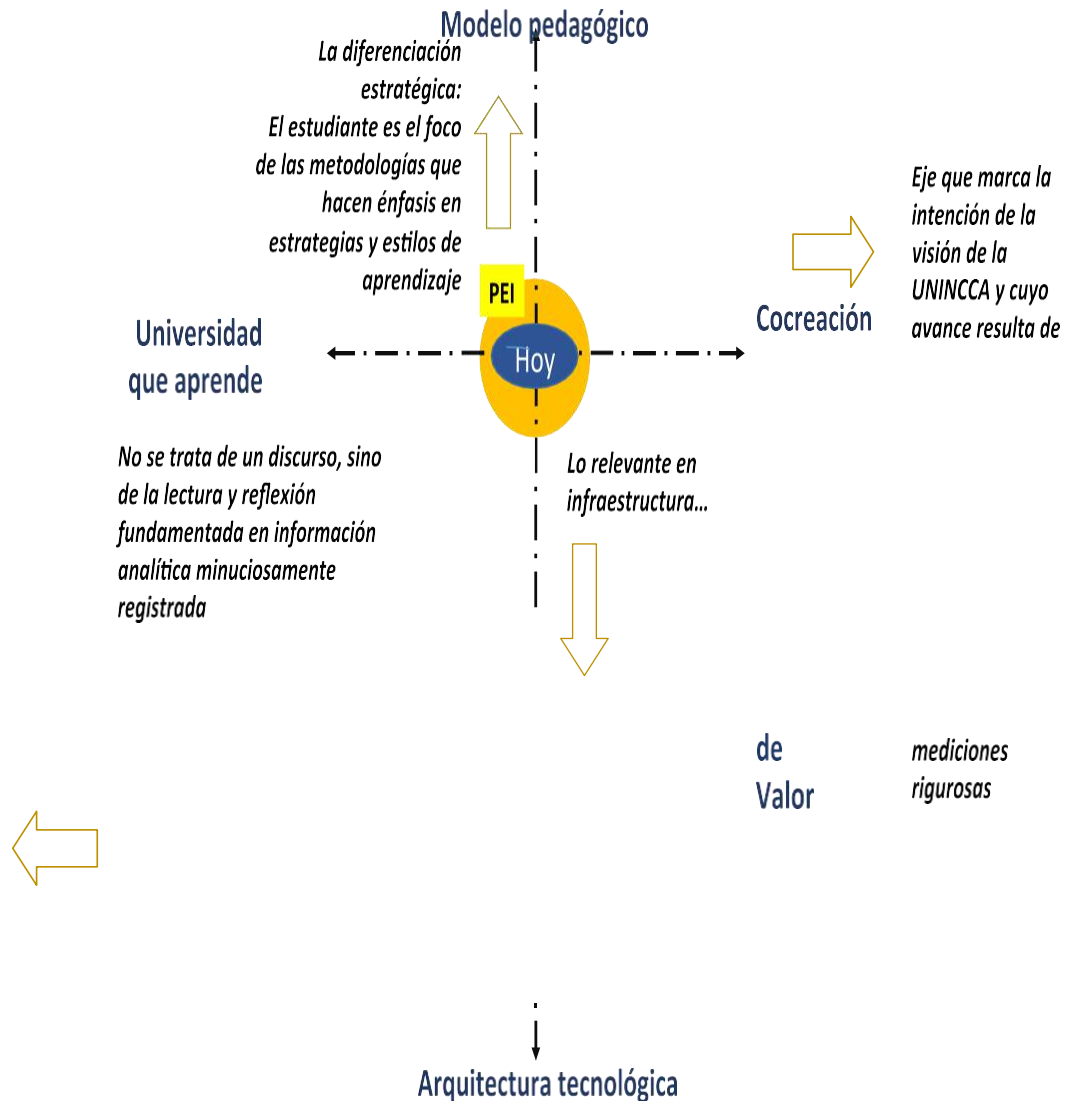 Modelo pedagógico
La diferenciación
estratégica:
El estudiante es el foco
de las metodologías que
hacen énfasis en
estrategias y estilos de
aprendizaje
PEI
Hoy
Universidad
que aprende
Cocreación
Eje que marca la
intención de la
visión de la
UNINCCA y cuyo
avance resulta de
No se trata de un discurso, sino
de la lectura y reflexión
fundamentada en información
analítica minuciosamente
registrada
Lo relevante en
infraestructura...
de
Valor
mediciones
rigurosas
Arquitectura tecnológica